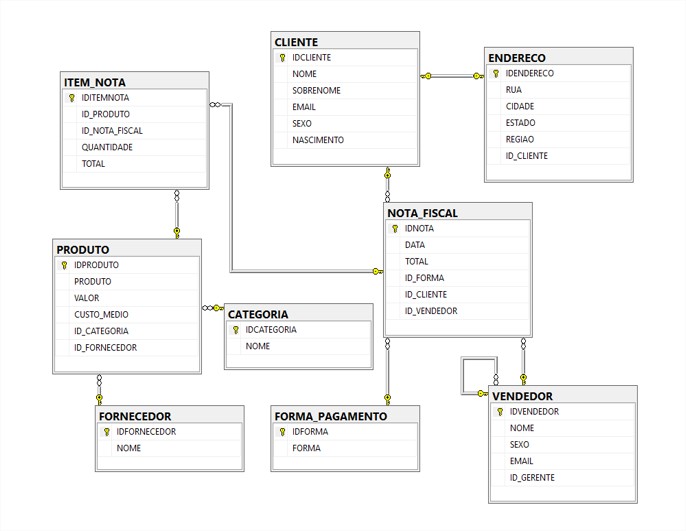 CLIENTE
IDCLIENTE
NOME
SOBRENOME
EMAIL
SEXO
NASCIMENTO
ENDERECO
IDENDERECO
RUA
CIDADE
ESTADO
REGIAO
ID_CLIENTE
ITEM_NOTA
IDITEMNOTA
ID_PRODUTO
ID_NOTA_FISCAL
QUANTIDADE
TOTAL
NOTA_FISCAL
IDNOTA
DATA
TOTAL
ID_FORMA
ID_CLIENTE
ID_VENDEDOR
PRODUTO
IDPRODUTO
PRODUTO
VALOR
CUSTO_MEDIO
ID_CATEGORIA
ID_FORNECEDOR
CATEGORIA
IDCATEGORIA
NOME
FORNECEDOR
IDFORNECEDOR
NOME
FORMA_PAGAMENTO
IDFORMA
FORMA
VENDEDOR
IDVENDEDOR
NOME
SEXO
EMAIL
ID_GERENTE